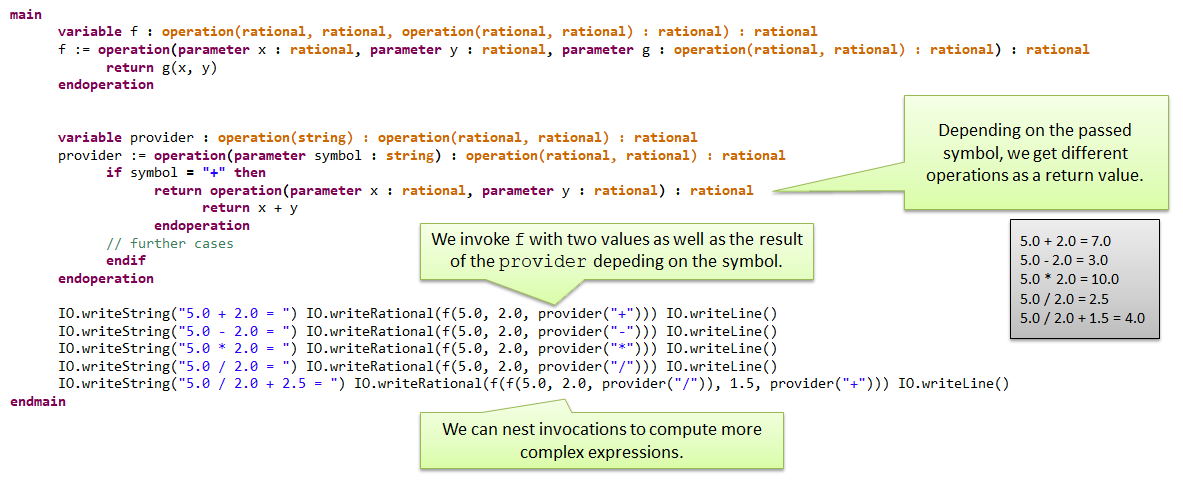 main
variable f : operation(rational, rational, operation(rational, rational) : rational) : rational
f := operation(parameter x : rational, parameter y : rational, parameter g : operation(rational, rational) : rational) : rational
return g(x, y)
endoperation
variable provider : operation(string) : operation(rational, rational) : rational
provider := operation(parameter symbol : string) : operation(rational, rational) : rational
if symbol = "+" then
return operation(parameter x : rational, parameter y : rational) : rational
return x + y
endoperation
// further cases
endif
endoperation
Depending on the passed
symbol, we get different
operations as a return value.
We invoke f with two values as well as the result
of the provider depeding on the symbol.
5.0 + 2.0 = 7.0
5.0 - 2.0 = 3.0
5.0 * 2.0 = 10.0
5.0 / 2.0 = 2.5
5.0 / 2.0 + 1.5 = 4.0
IO.writeString("5.0 + 2.0 = ") IO.writeRational(f(5.0, 2.0, provider("+"))) IO.writeLine()
IO.writeString("5.0 - 2.0 = ") IO.writeRational(f(5.0, 2.0, provider("-"))) IO.writeLine()
IO.writeString("5.0 * 2.0 = ") IO.writeRational(f(5.0, 2.0, provider("*"))) IO.writeLine()
IO.writeString("5.0 / 2.0 = ") IO.writeRational(f(5.0, 2.0, provider("/"))) IO.writeLine()
IO.writeString("5.0 / 2.0 + 2.5 = ") IO.writeRational(f(f(5.0, 2.0, provider("/")), 1.5, provider("+"))) IO.writeLine()
endmain
We can nest invocations to compute more
complex expressions.